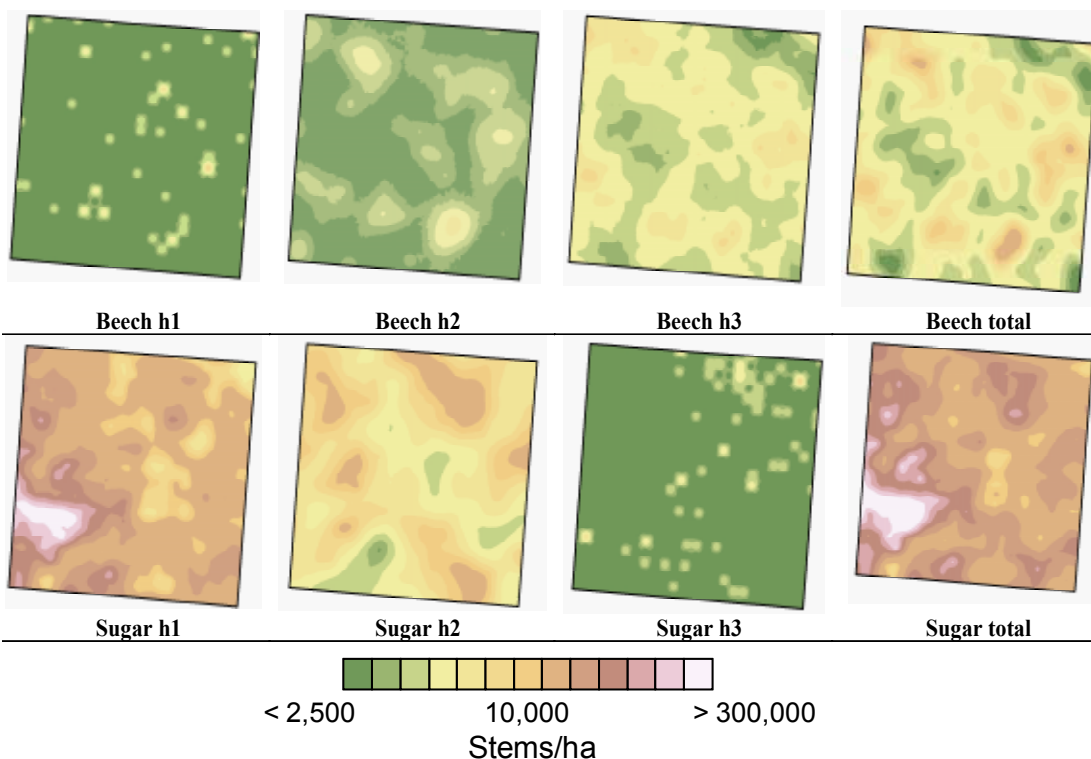 Beech h1 Beech h2 Beech h3 Beech total
Sugar h1 Sugar h2 Sugar h3 Sugar total
< 2,500 10,000 > 300,000
Stems/ha